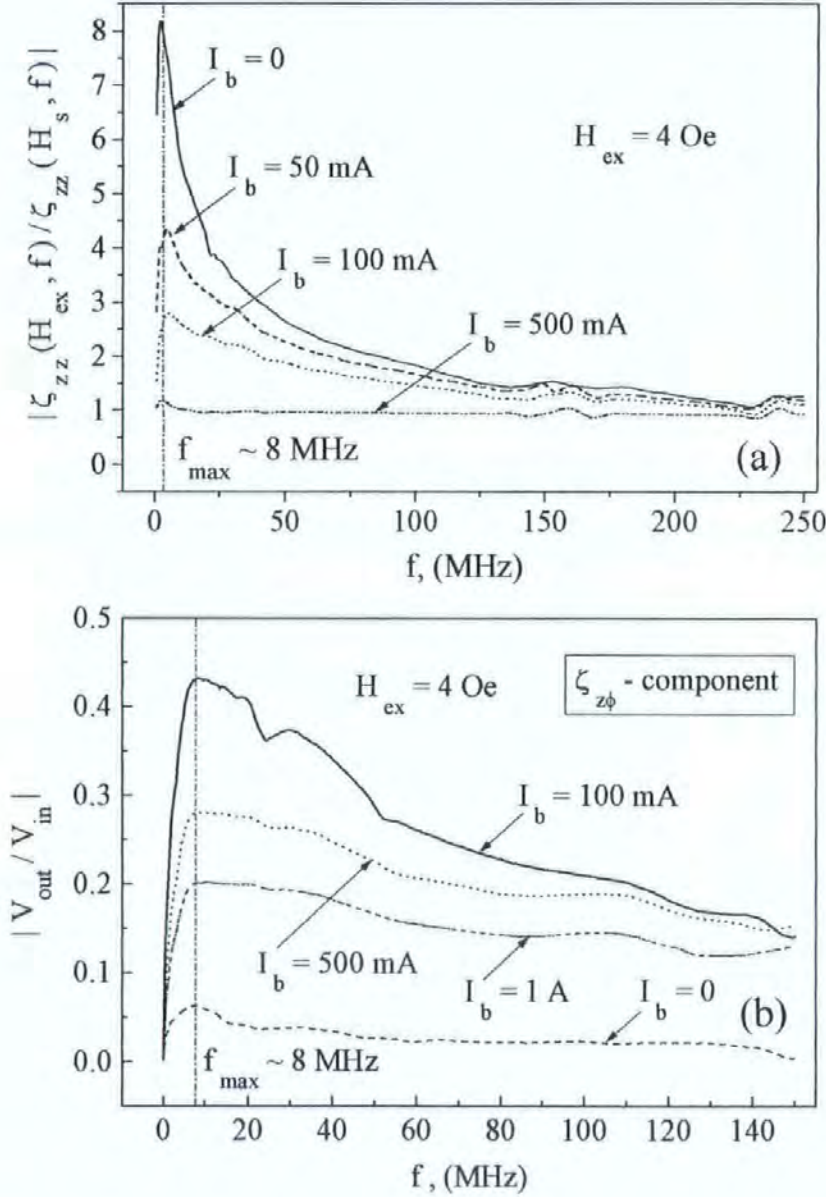 | ζzz (Hex , f) / ζzz (Hs , f) |
8
7
6
5
4
3
2
1
0
Ib = 0
Hex = 4 Oe
Ib = 50 mA
Ib = 100 mA
Ib = 500 mA
fmax ~ 8 MHz
(a)
0 50 100 150 200 250
f, (MHz)
| Vout / Vin |
0.5
0.4
0.3
0.2
0.1
0.0
Hex = 4 Oe
ζzϕ - component
Ib = 100 mA
Ib = 500 mA
Ib = 1 A
Ib = 0
(b)
fmax ~ 8 MHz
0 20 40 60 80 100 120 140
f , (MHz)